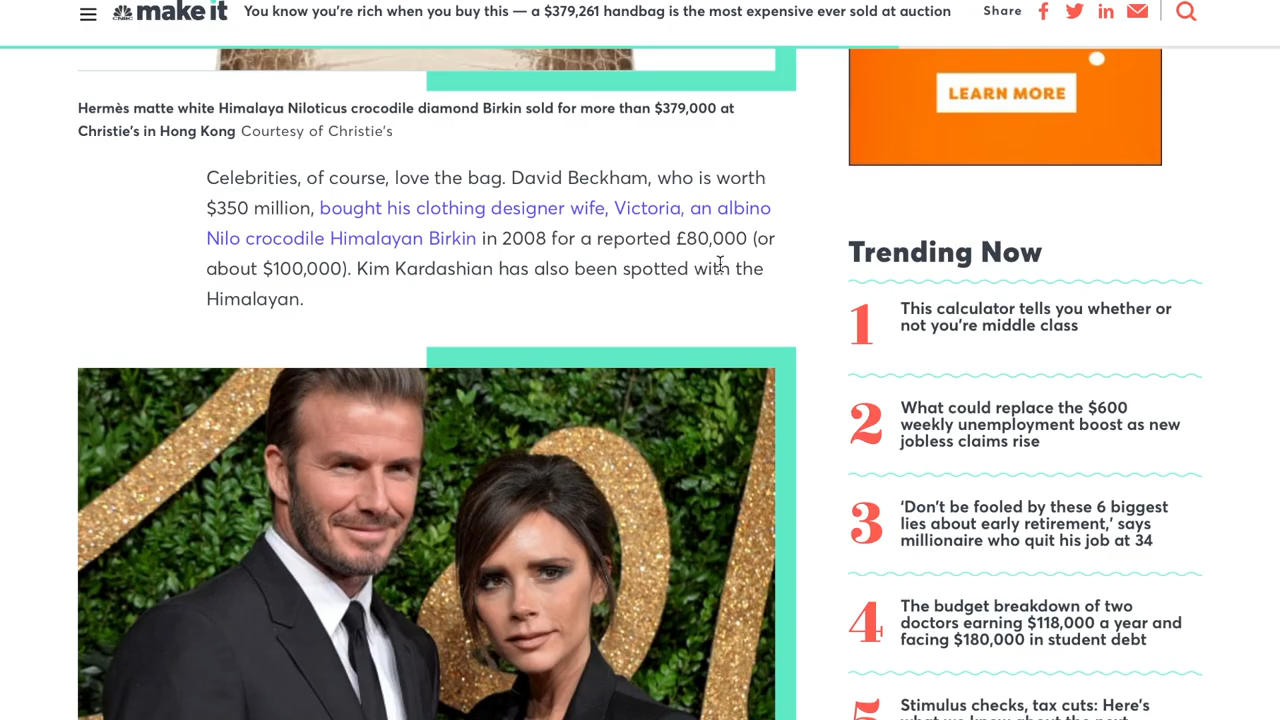 CNBC make it
You know you're rich when you buy this — a $379,261 handbag is the most expensive ever sold at auction
Share
LEARN MORE
Hermès matte white Himalaya Niloticus crocodile diamond Birkin sold for more than $379,000 at
Christie's in Hong Kong Courtesy of Christie's
Celebrities, of course, love the bag. David Beckham, who is worth
$350 million, bought his clothing designer wife, Victoria, an albino
Nilo crocodile Himalayan Birkin in 2008 for a reported £80,000 (or
about $100,000). Kim Kardashian has also been spotted with the
Himalayan.
Trending Now
1
This calculator tells you whether or
not you're middle class
2
What could replace the $600
weekly unemployment boost as new
jobless claims rise
3
‘Don't be fooled by these 6 biggest
lies about early retirement,’ says
millionaire who quit his job at 34
4
The budget breakdown of two
doctors earning $118,000 a year and
facing $180,000 in student debt
5
Stimulus checks, tax cuts: Here's
what we know about the next